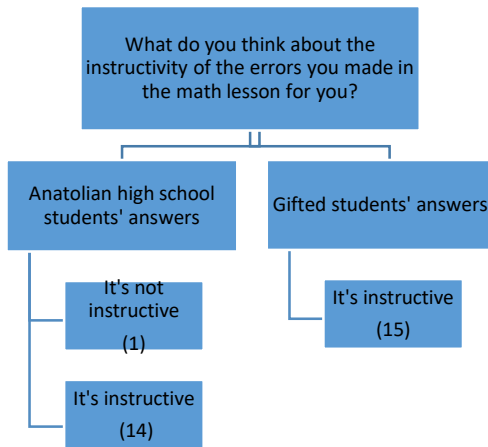 What do you think about the
instructivity of the errors you made in
the math lesson for you?
Anatolian high school
students' answers
Gifted students' answers
It's not
instructive
(1)
It's instructive
(15)
It's instructive
(14)